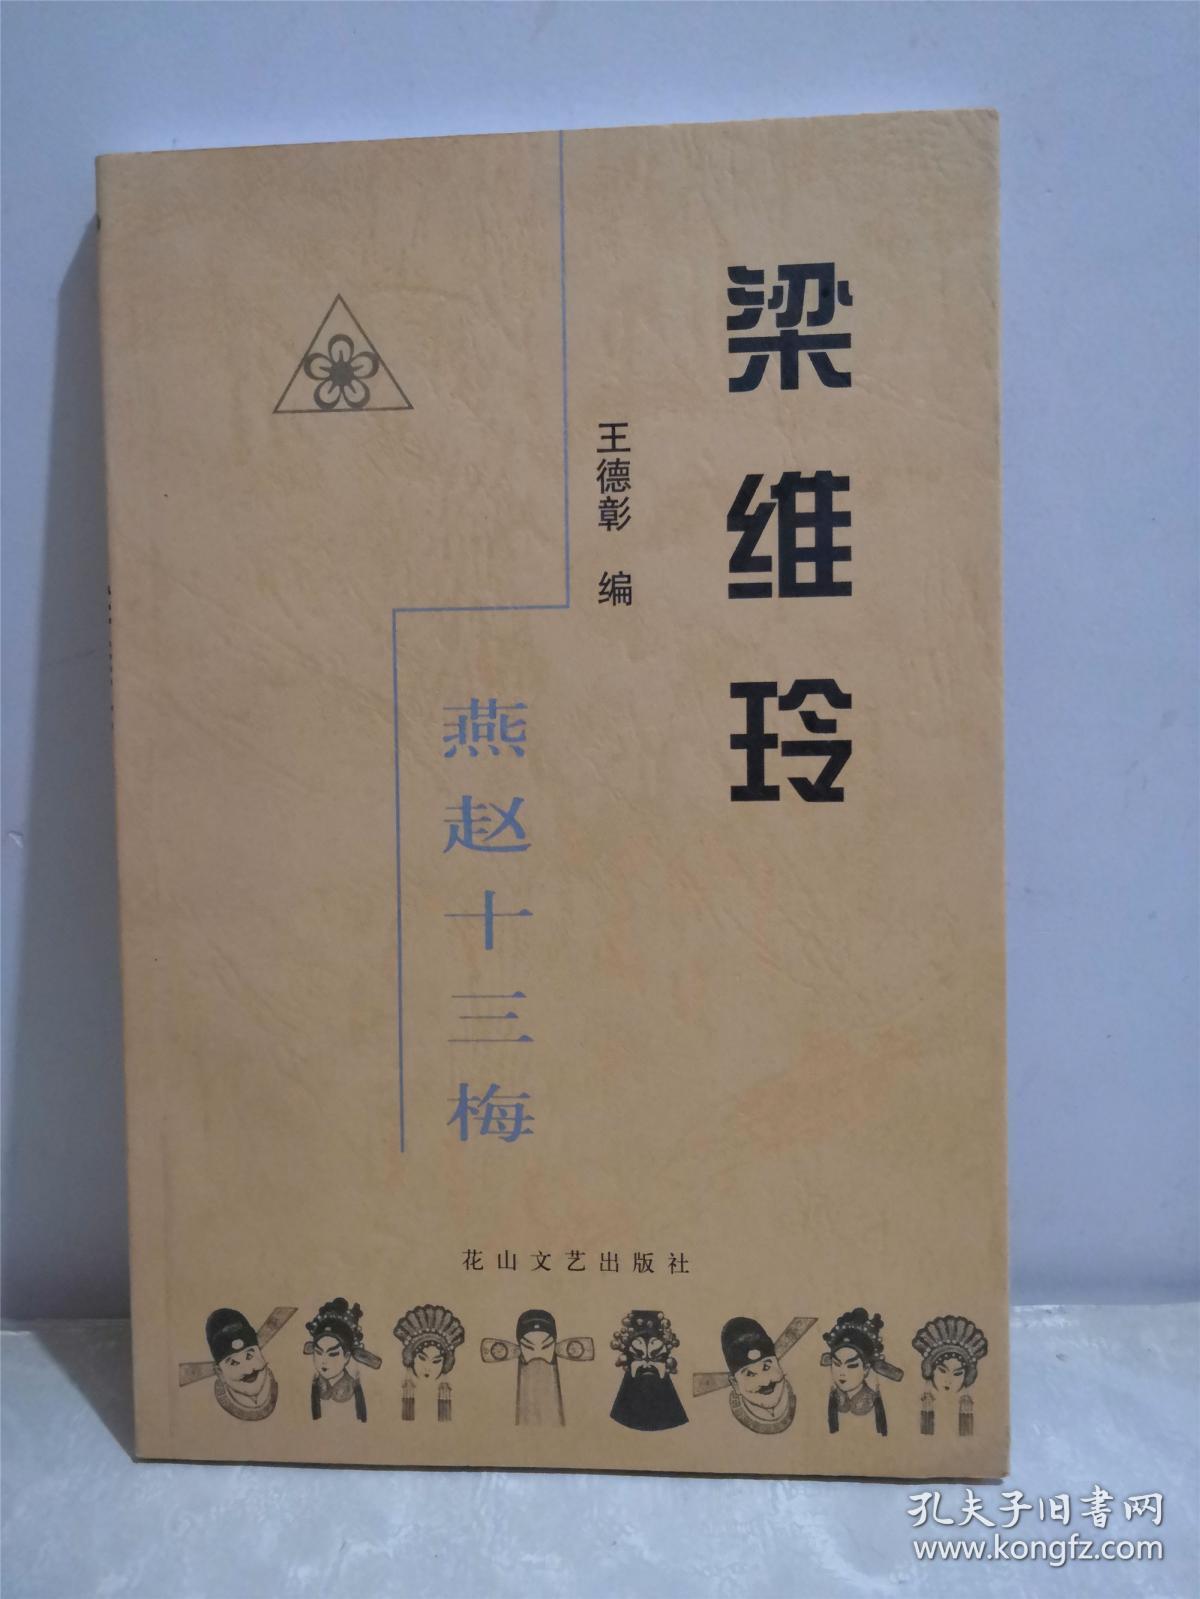 梁维玲
王德彰 编
燕赵十三梅
花山文艺出版社
孔夫子旧书网
www.kongfz.com